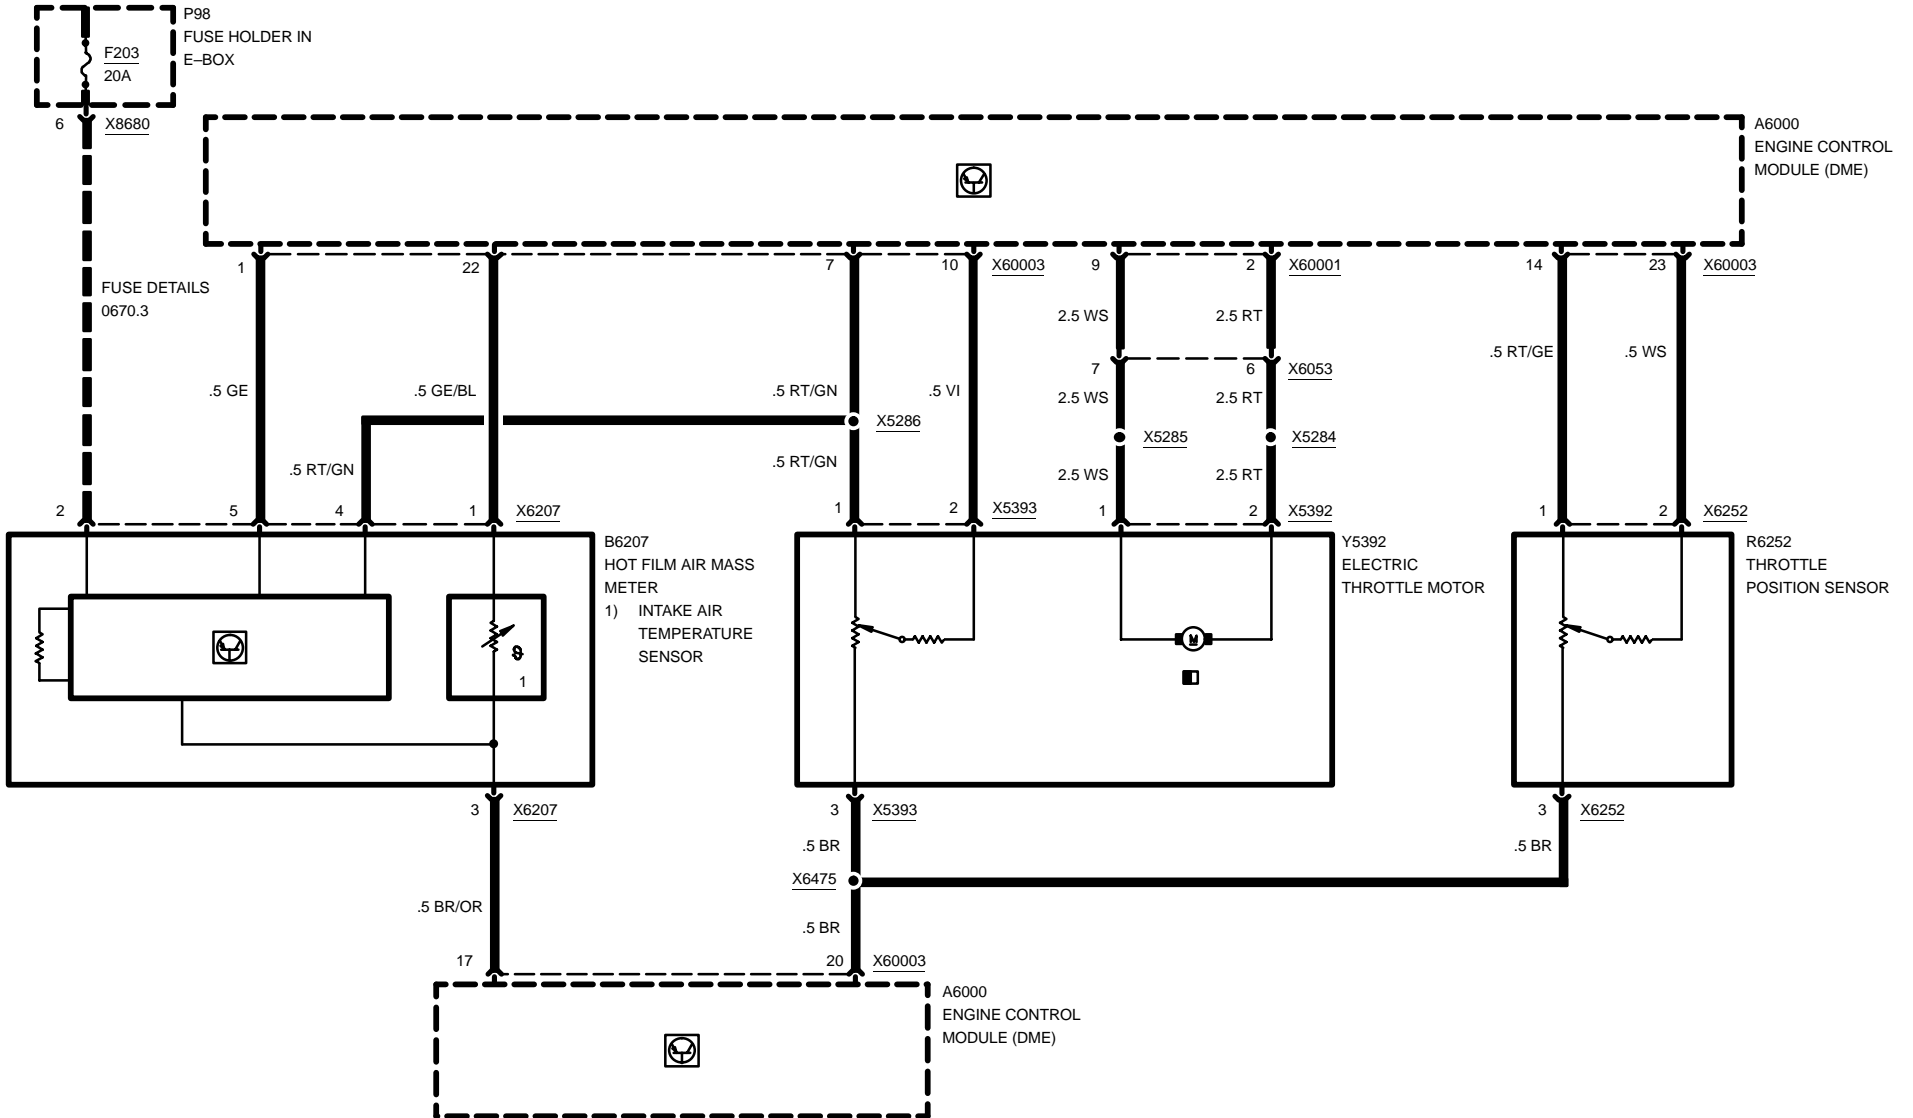 P98
FUSE HOLDER IN
E–BOX
F203
20A
6
X8680
A6000
ENGINE CONTROL
MODULE (DME)
1
22
7
10
X60003
9
2
X60001
14
23
X60003
FUSE DETAILS
0670.3
2.5 WS
2.5 RT
.5 RT/GE
.5 WS
7
6
X6053
.5 GE
.5 GE/BL
.5 RT/GN
.5 VI
2.5 WS
2.5 RT
X5286
X5285
X5284
.5 RT/GN
.5 RT/GN
2.5 WS
2.5 RT
2
5
4
1
X6207
1
2
X5393
1
2
X5392
1
2
X6252
B6207
HOT FILM AIR MASS
METER
1) INTAKE AIR
TEMPERATURE
SENSOR
Y5392
ELECTRIC
THROTTLE MOTOR
R6252
THROTTLE
POSITION SENSOR
M
ϑ
1
3
X6207
3
X5393
3
X6252
.5 BR
.5 BR
X6475
.5 BR/OR
.5 BR
17
20
X60003
A6000
ENGINE CONTROL
MODULE (DME)